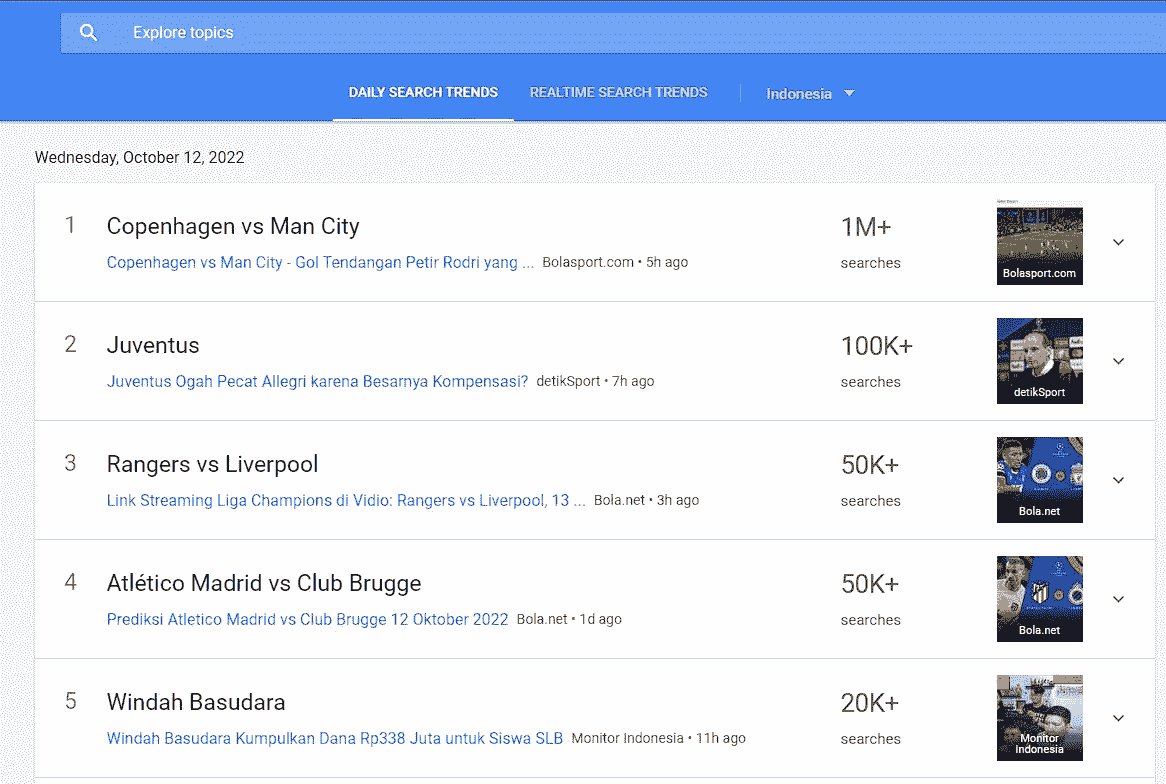 Explore topics
DAILY SEARCH TRENDS REALTIME SEARCH TRENDS Indonesia
Wednesday, October 12, 2022
1 Copenhagen vs Man City 1M+
Copenhagen vs Man City - Gol Tendangan Petir Rodri yang ... Bolasport.com • 5h ago searches
Bolasport.com
2 Juventus 100K+
Juventus Ogah Pecat Allegri karena Besarnya Kompensasi? detikSport • 7h ago searches
detikSport
3 Rangers vs Liverpool 50K+
Link Streaming Liga Champions di Vidio: Rangers vs Liverpool, 13 ... Bola.net • 3h ago searches
Bola.net
4 Atlético Madrid vs Club Brugge 50K+
Prediksi Atletico Madrid vs Club Brugge 12 Oktober 2022 Bola.net • 1d ago searches
Bola.net
5 Windah Basudara 20K+
Windah Basudara Kumpulkan Dana Rp338 Juta untuk Siswa SLB Monitor Indonesia • 11h ago searches
Monitor
Indonesia